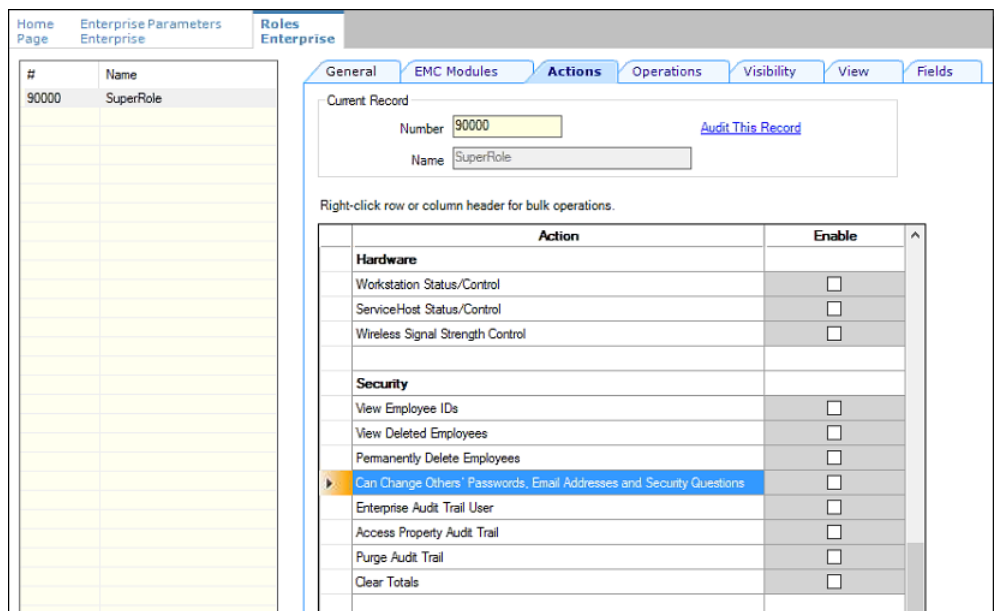 Home Page
Enterprise Parameters Enterprise
Roles Enterprise
# Name
90000 SuperRole
General EMC Modules Actions Operations Visibility View Fields
Current Record
Number 90000 Audit This Record
Name SuperRole
Right-click row or column header for bulk operations.
Action Enable
Hardware
Workstation Status/Control
ServiceHost Status/Control
Wireless Signal Strength Control
Security
View Employee IDs
View Deleted Employees
Permanently Delete Employees
Can Change Others' Passwords, Email Addresses and Security Questions
Enterprise Audit Trail User
Access Property Audit Trail
Purge Audit Trail
Clear Totals